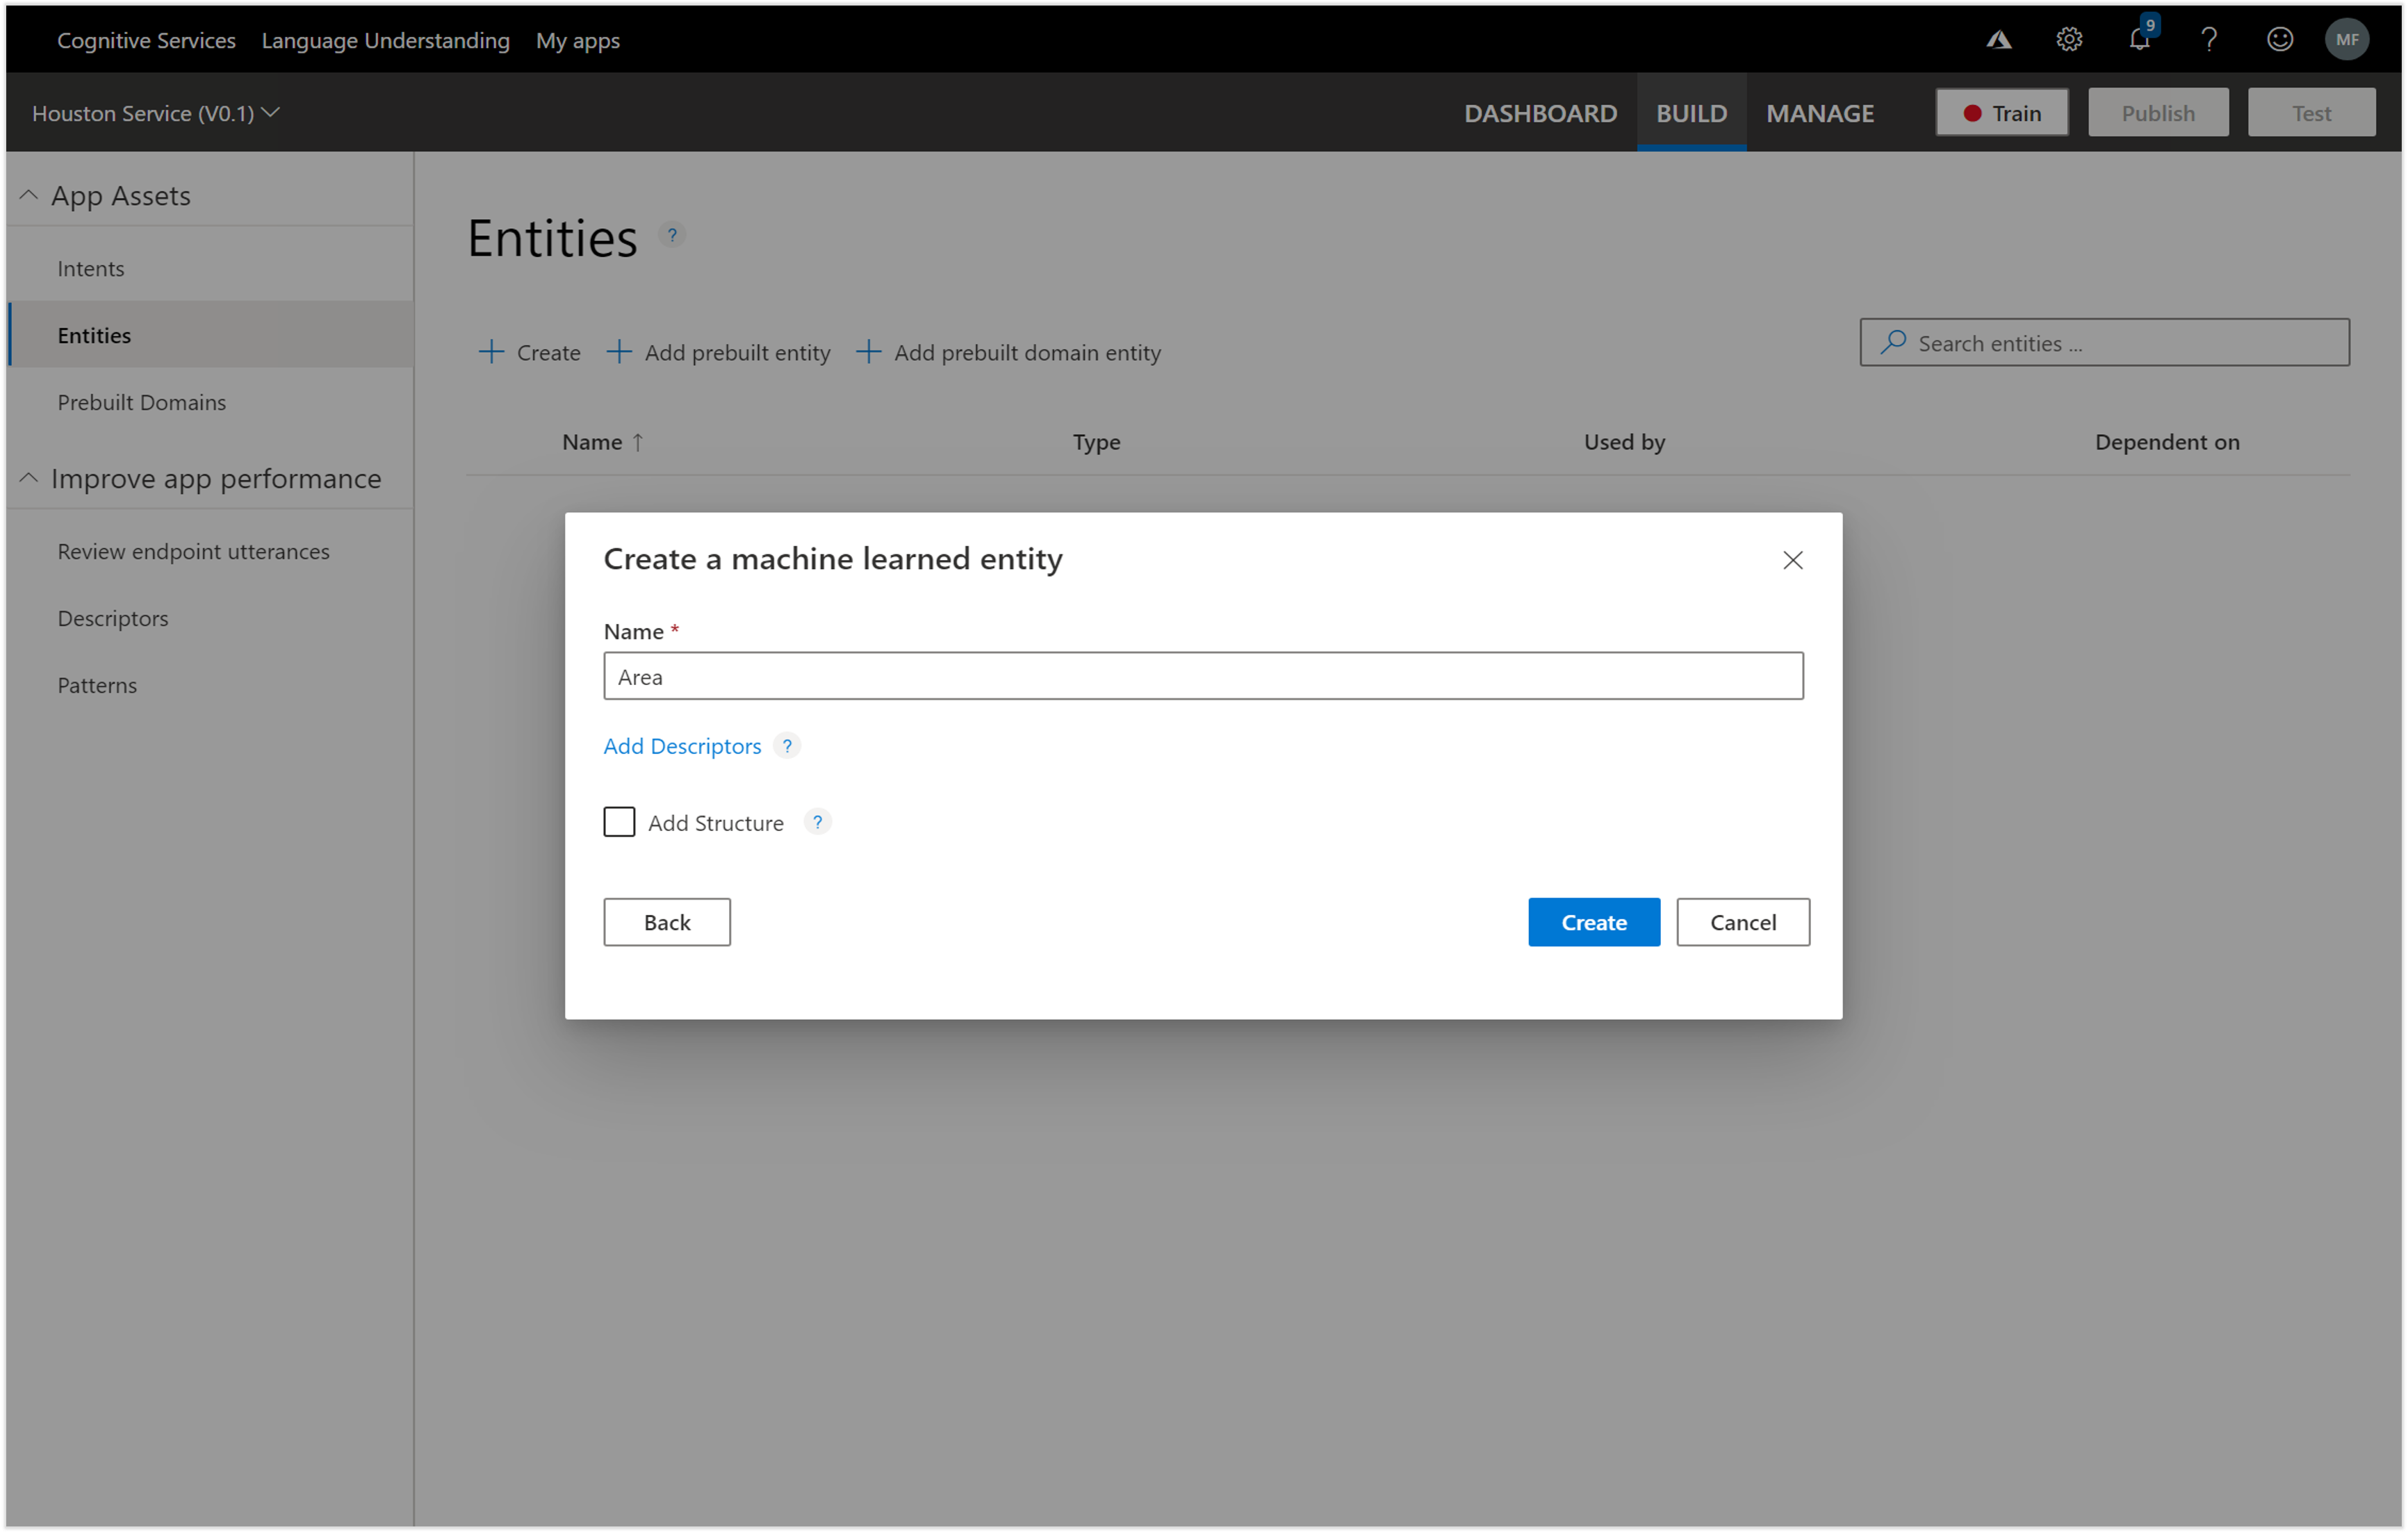 Cognitive Services Language Understanding My apps 9 ? MF
Houston Service (V0.1) DASHBOARD BUILD MANAGE Train Publish Test
App Assets
Intents
Entities
Prebuilt Domains
Improve app performance
Review endpoint utterances
Descriptors
Patterns
Entities ?
+ Create + Add prebuilt entity + Add prebuilt domain entity Search entities ...
Name ↑ Type Used by Dependent on
Create a machine learned entity
Name *
Area
Add Descriptors ?
Add Structure ?
Back Create Cancel